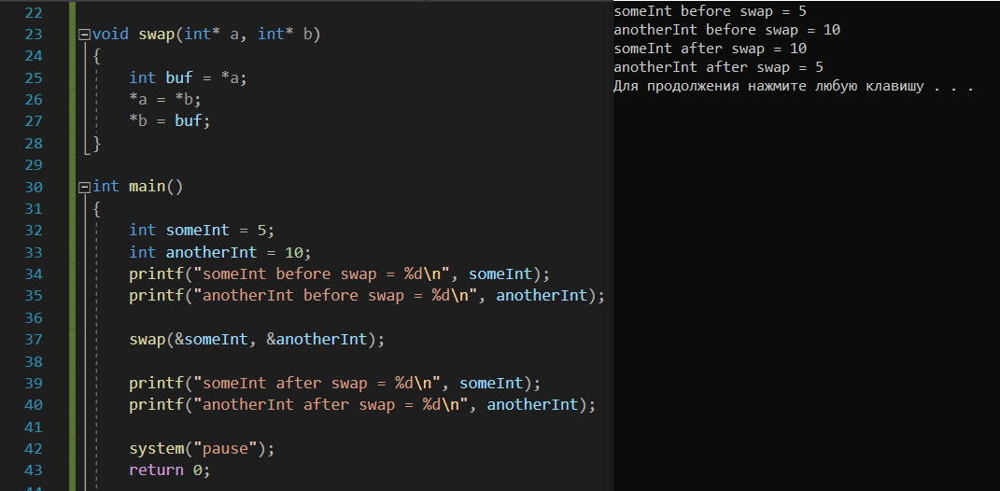 22
23 void swap(int* a, int* b)
24 {
25 int buf = *a;
26 *a = *b;
27 *b = buf;
28 }
29
30 int main()
31 {
32 int someInt = 5;
33 int anotherInt = 10;
34 printf("someInt before swap = %d\n", someInt);
35 printf("anotherInt before swap = %d\n", anotherInt);
36
37 swap(&someInt, &anotherInt);
38
39 printf("someInt after swap = %d\n", someInt);
40 printf("anotherInt after swap = %d\n", anotherInt);
41
42 system("pause");
43 return 0;
44
someInt before swap = 5
anotherInt before swap = 10
someInt after swap = 10
anotherInt after swap = 5
Для продолжения нажмите любую клавишу . . .